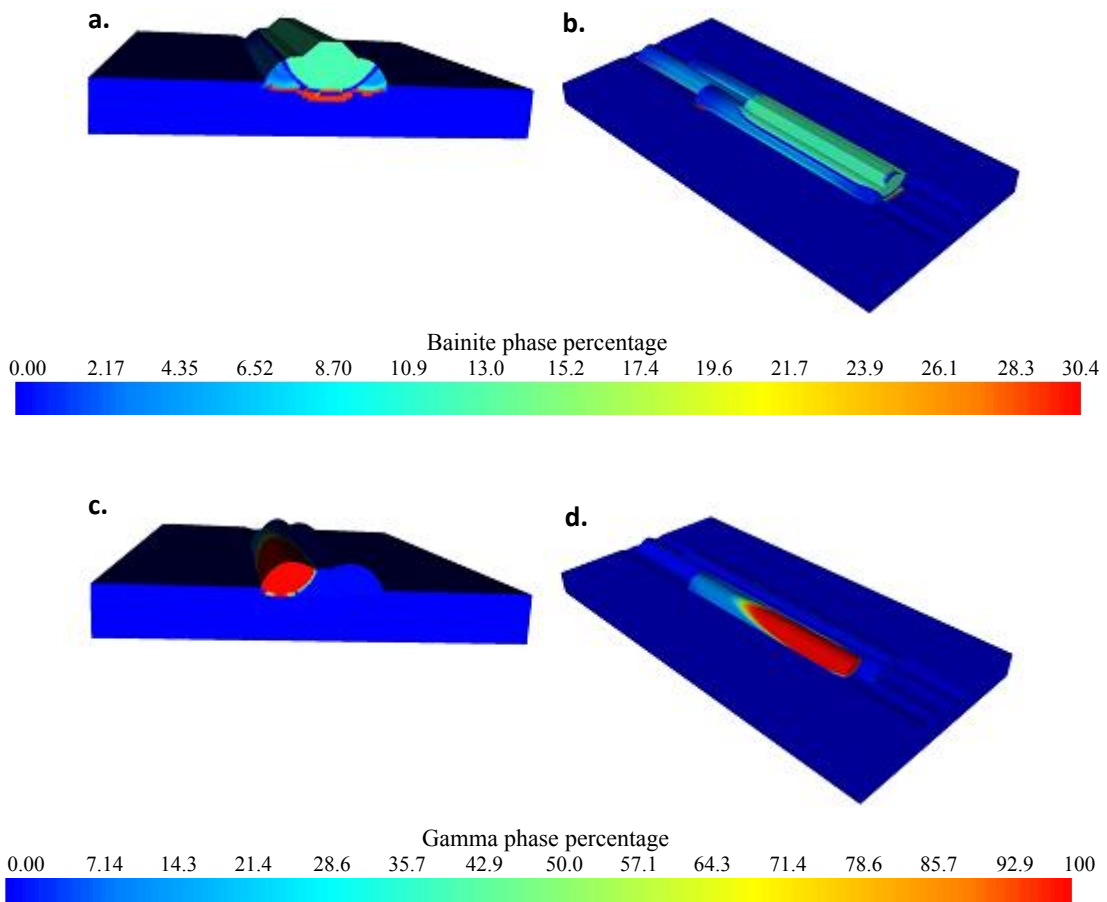 a.
b.
Bainite phase percentage
0.00 2.17 4.35 6.52 8.70 10.9 13.0 15.2 17.4 19.6 21.7 23.9 26.1 28.3 30.4
c.
d.
Gamma phase percentage
0.00 7.14 14.3 21.4 28.6 35.7 42.9 50.0 57.1 64.3 71.4 78.6 85.7 92.9 100